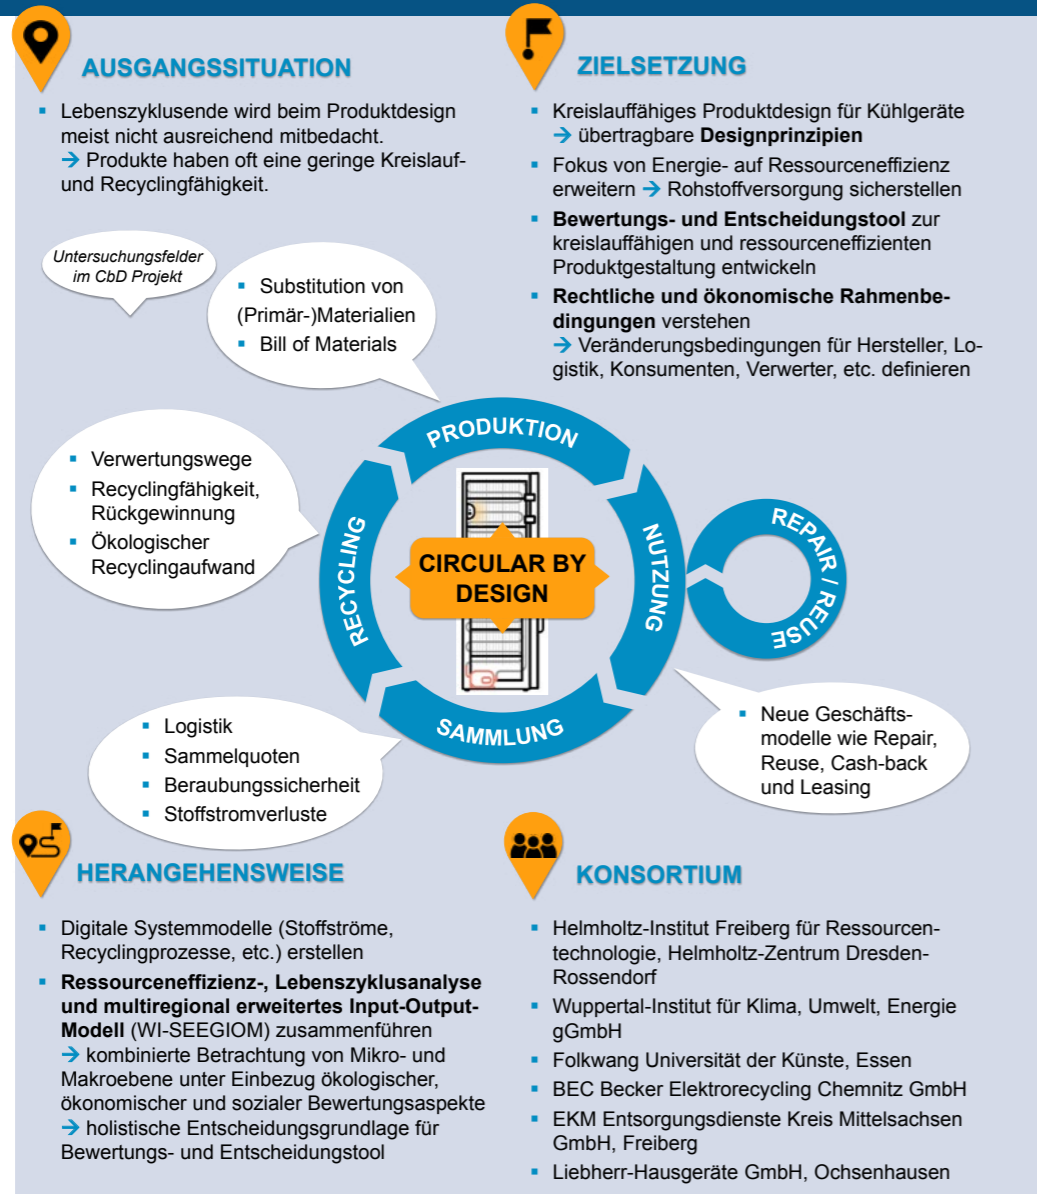 AUSGANGSSITUATION
▪ Lebenszyklusende wird beim Produktdesign
meist nicht ausreichend mitbedacht.
→ Produkte haben oft eine geringe Kreislauf-
und Recyclingfähigkeit.
ZIELSETZUNG
▪ Kreislauffähiges Produktdesign für Kühlgeräte
→ übertragbare Designprinzipien
▪ Fokus von Energie- auf Ressourceneffizienz
erweitern → Rohstoffversorgung sicherstellen
▪ Bewertungs- und Entscheidungstool zur
kreislauffähigen und ressourceneffizienten
Produktgestaltung entwickeln
▪ Rechtliche und ökonomische Rahmenbe-
dingungen verstehen
→ Veränderungsbedingungen für Hersteller, Lo-
gistik, Konsumenten, Verwerter, etc. definieren
Untersuchungsfelder
im CbD Projekt
▪ Substitution von
(Primär-)Materialien
▪ Bill of Materials
▪ Verwertungswege
▪ Recyclingfähigkeit,
Rückgewinnung
▪ Ökologischer
Recyclingaufwand
PRODUKTION
NUTZUNG
SAMMLUNG
RECYCLING
CIRCULAR BY
DESIGN
REPAIR / REUSE
▪ Logistik
▪ Sammelquoten
▪ Beraubungssicherheit
▪ Stoffstromverluste
▪ Neue Geschäfts-
modelle wie Repair,
Reuse, Cash-back
und Leasing
HERANGEHENSWEISE
▪ Digitale Systemmodelle (Stoffströme,
Recyclingprozesse, etc.) erstellen
▪ Ressourceneffizienz-, Lebenszyklusanalyse
und multiregional erweitertes Input-Output-
Modell (WI-SEEGIOM) zusammenführen
→ kombinierte Betrachtung von Mikro- und
Makroebene unter Einbezug ökologischer,
ökonomischer und sozialer Bewertungsaspekte
→ holistische Entscheidungsgrundlage für
Bewertungs- und Entscheidungstool
KONSORTIUM
▪ Helmholtz-Institut Freiberg für Ressourcen-
technologie, Helmholtz-Zentrum Dresden-
Rossendorf
▪ Wuppertal-Institut für Klima, Umwelt, Energie
gGmbH
▪ Folkwang Universität der Künste, Essen
▪ BEC Becker Elektrorecycling Chemnitz GmbH
▪ EKM Entsorgungsdienste Kreis Mittelsachsen
GmbH, Freiberg
▪ Liebherr-Hausgeräte GmbH, Ochsenhausen